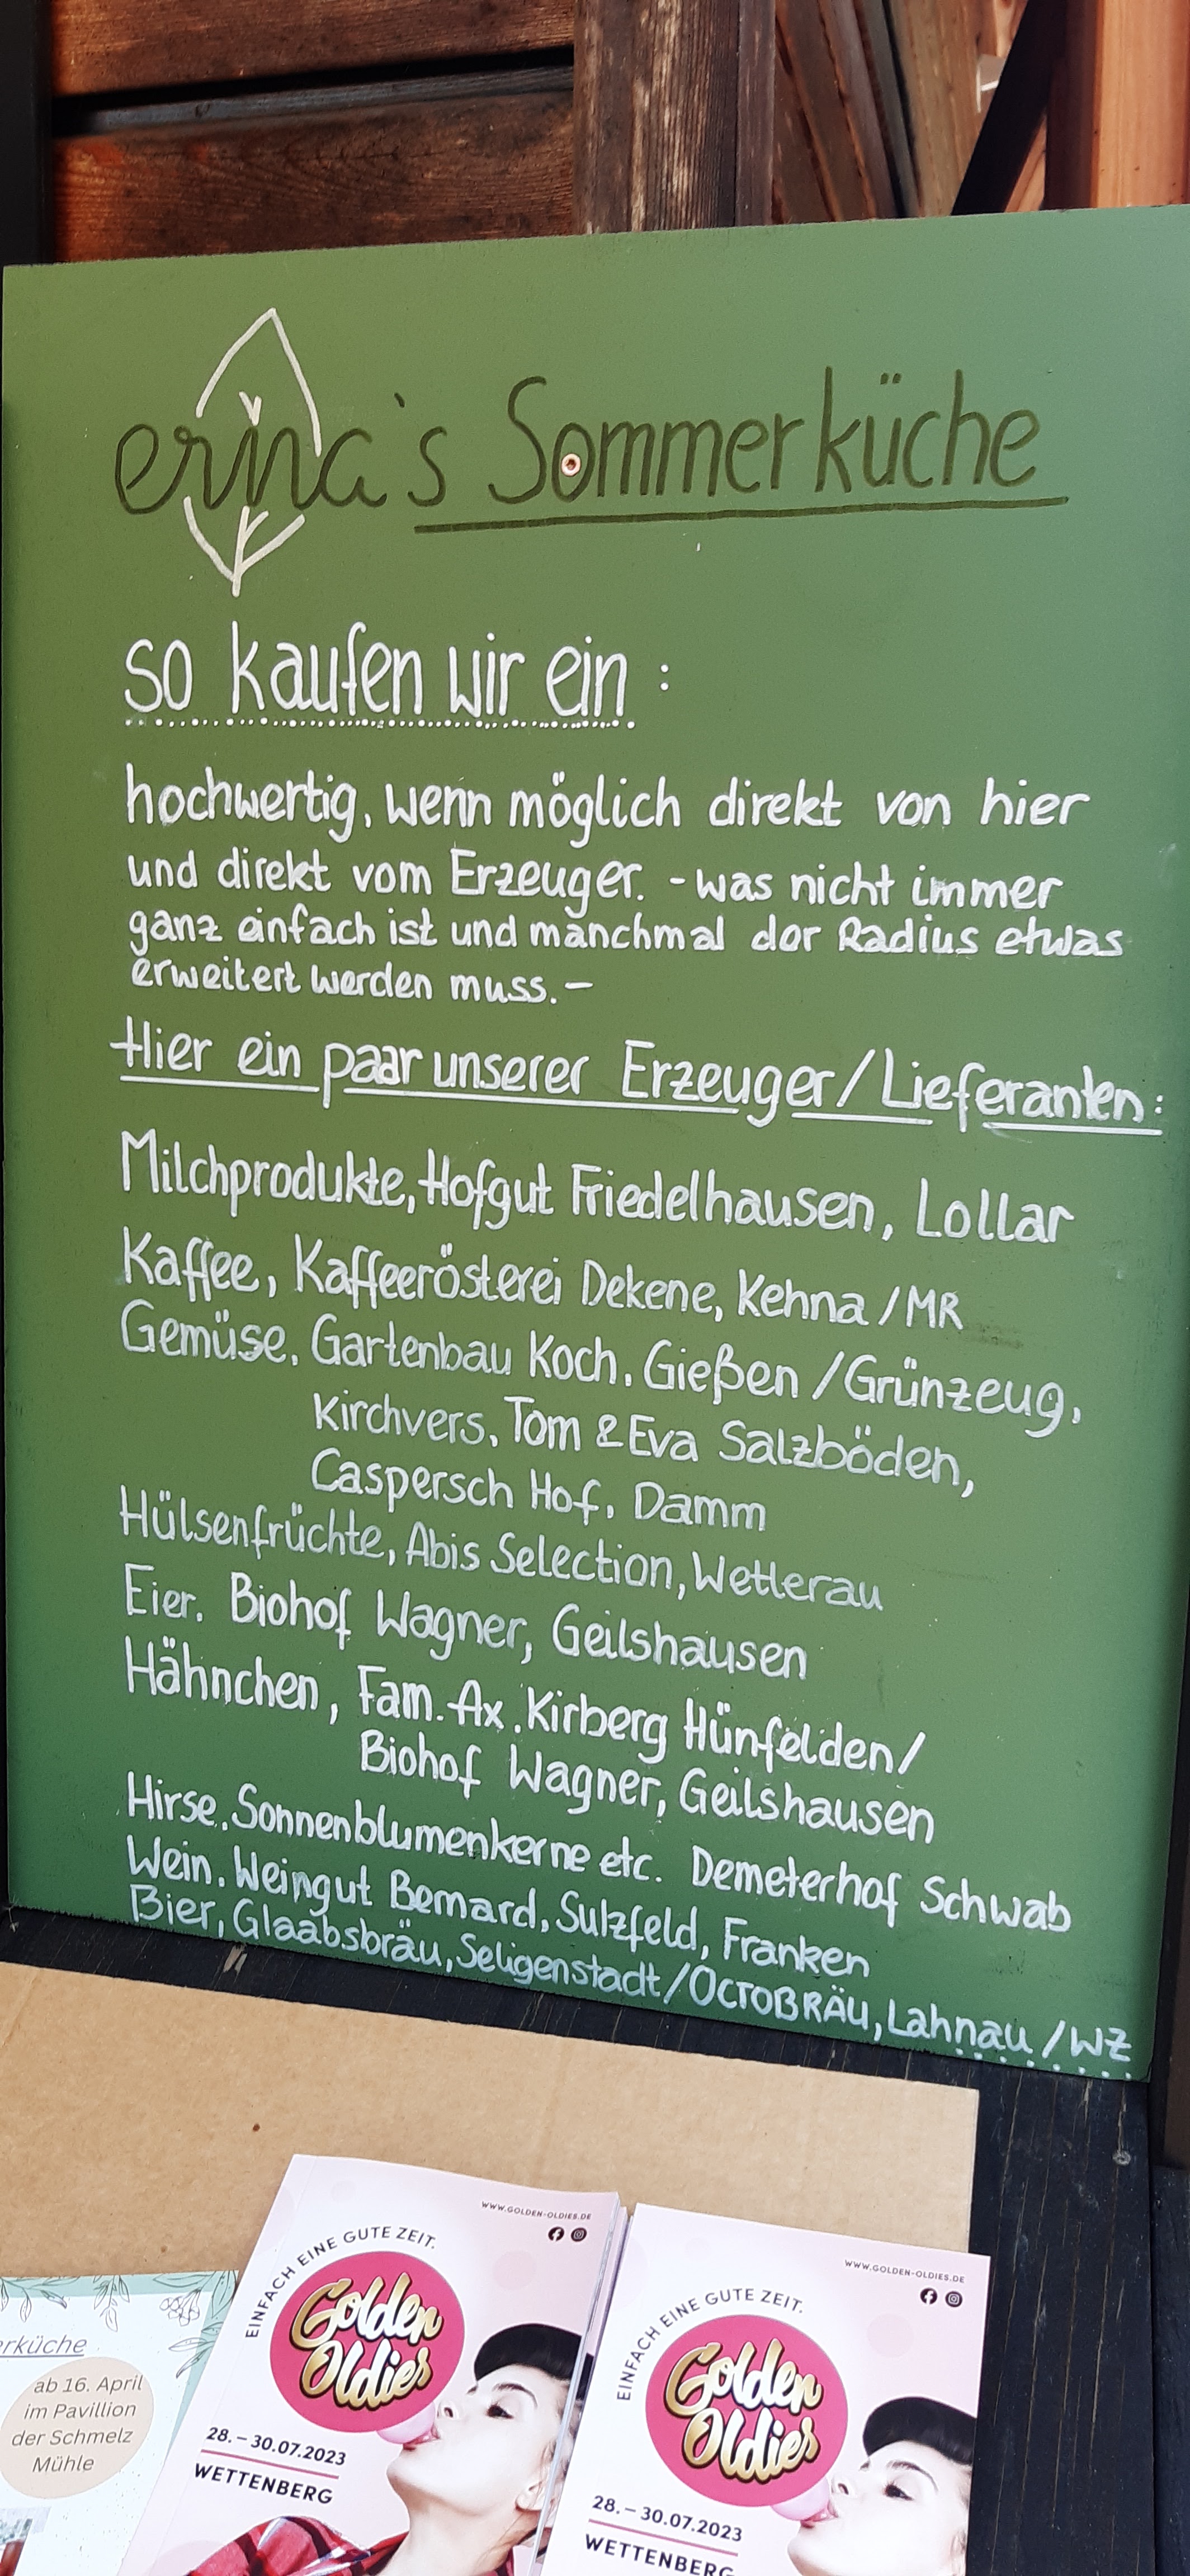 erina's Sommerküche
so kaufen wir ein :
hochwertig, wenn möglich direkt von hier
und direkt vom Erzeuger. - was nicht immer
ganz einfach ist und manchmal der Radius etwas
erweitert werden muss. -
Hier ein paar unserer Erzeuger/Lieferanten:
Milchprodukte, Hofgut Friedelhausen, Lollar
Kaffee, Kaffeerösterei Dekene, Kehna /MR
Gemüse, Gartenbau Koch, Gießen /Grünzeug,
Kirchvers, Tom & Eva Salzböden,
Caspersch Hof, Damm
Hülsenfrüchte, Abis Selection, Wetterau
Eier, Biohof Wagner, Geilshausen
Hähnchen, Fam. Ax, Kirberg Hünfelden/
Biohof Wagner, Geilshausen
Hirse, Sonnenblumenkerne etc. Demeterhof Schwab
Wein, Weingut Bernard, Sulzfeld, Franken
Bier, Glaabsbräu, Seligenstadt/OCTOBRÄU, Lahnau /WZ
WWW.GOLDEN-OLDIES.DE
EINFACH EINE GUTE ZEIT.
Golden
Oldies
28. – 30.07.2023
WETTENBERG
WWW.GOLDEN-OLDIES.DE
EINFACH EINE GUTE ZEIT.
Golden
Oldies
28. – 30.07.2023
WETTENBERG
erküche
ab 16. April
im Pavillion
der Schmelz
Mühle